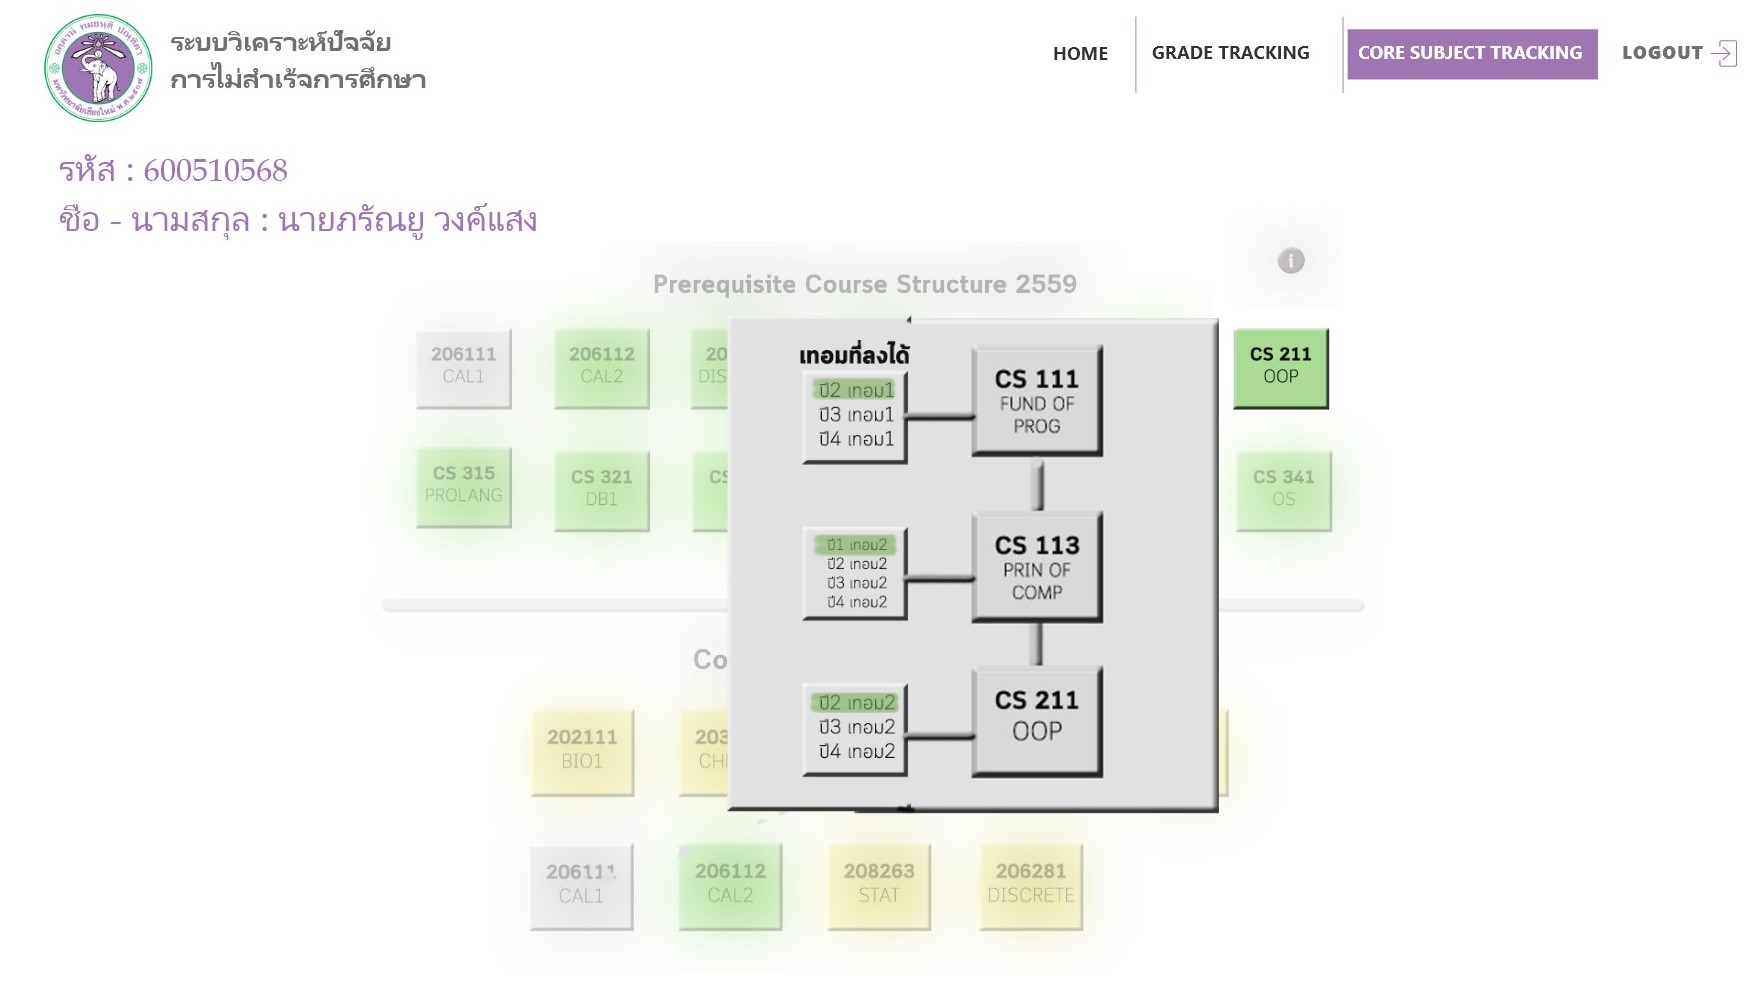 ระบบวิเคราะห์ปัจจัย
การไม่สำเร้จการศึกษา
HOME
GRADE TRACKING
CORE SUBJECT TRACKING
LOGOUT
รหัส : 600510568
ชือ - นามสกุล : นายภรัณยู วงค์แสง
Prerequisite Course Structure 2559
206111
CAL1
206112
CAL2
20
DIS
CS 211
OOP
CS 315
PROLANG
CS 321
DB1
CS
CS 341
OS
เทอมที่ลงได้
ปี2 เทอม1
ปี3 เทอม1
ปี4 เทอม1
CS 111
FUND OF
PROG
ปี1 เทอม2
ปี2 เทอม2
ปี3 เทอม2
ปี4 เทอม2
CS 113
PRIN OF
COMP
ปี2 เทอม2
ปี3 เทอม2
ปี4 เทอม2
CS 211
OOP
Co
202111
BIO1
203
CH
206111
CAL1
206112
CAL2
208263
STAT
206281
DISCRETE